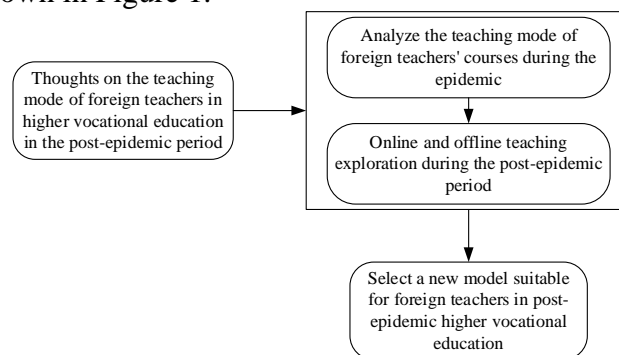 own in Figure 1.
Thoughts on the teaching
mode of foreign teachers in
higher vocational education
in the post-epidemic period
Analyze the teaching mode of
foreign teachers' courses during the
epidemic
Online and offline teaching
exploration during the post-epidemic
period
Select a new model suitable
for foreign teachers in post-
epidemic higher vocational
education